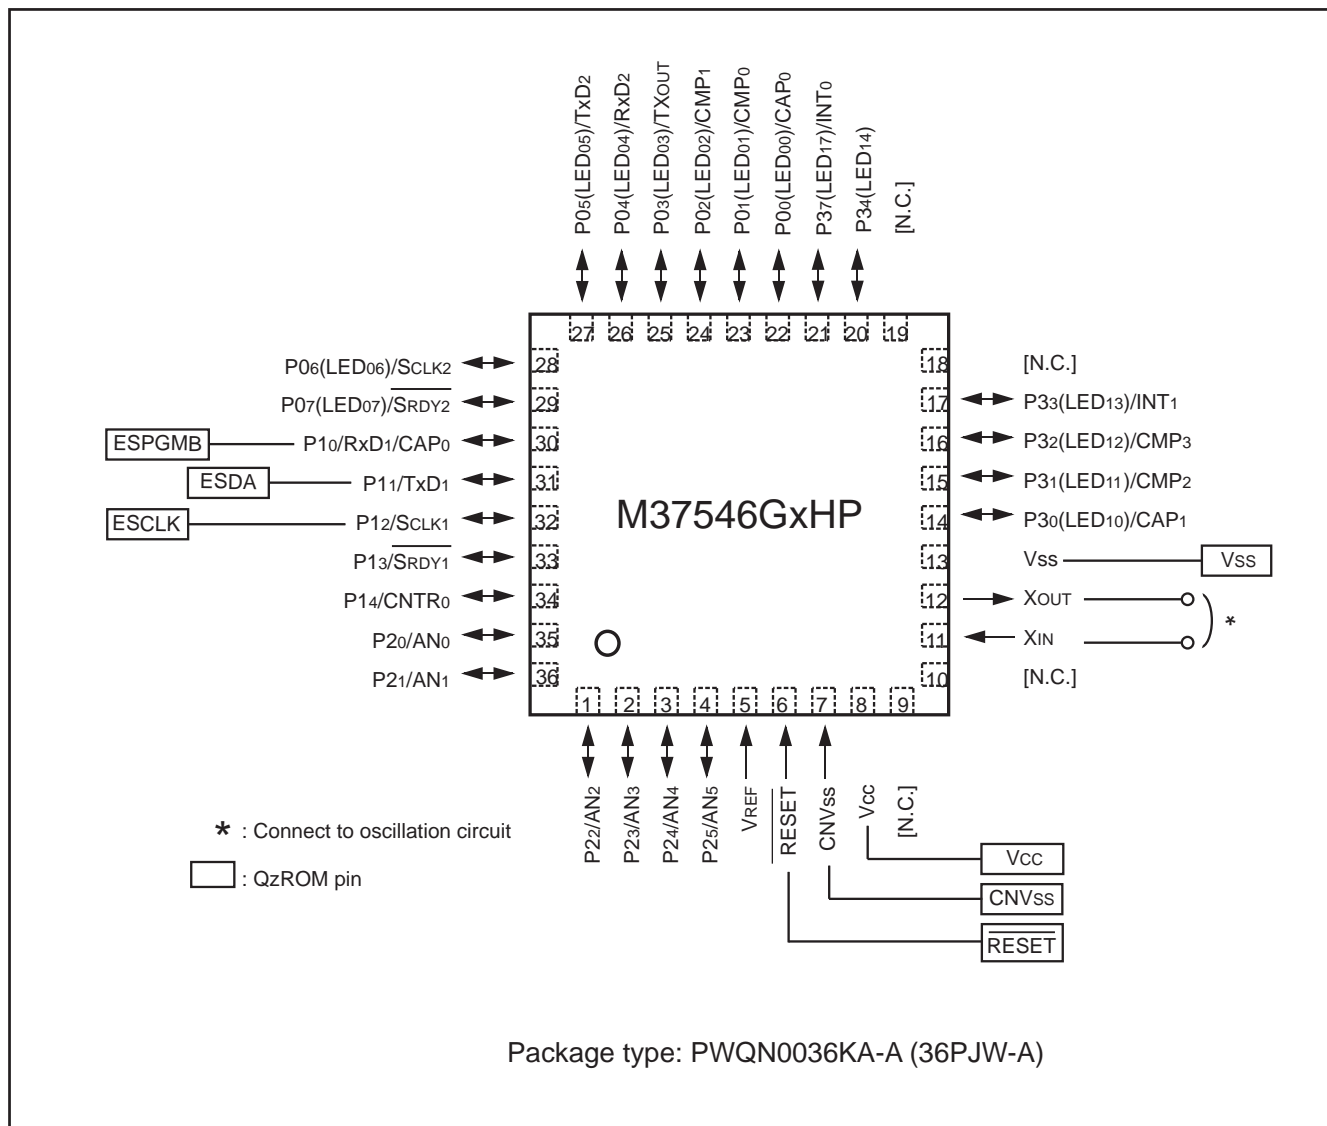 P05(LED05)/TxD2
P04(LED04)/RxD2
P03(LED03)/TXOUT
P02(LED02)/CMP1
P01(LED01)/CMP0
P00(LED00)/CAP0
P37(LED17)/INT0
P34(LED14)
[N.C.]
27 26 25 24 23 22 21 20 19
P06(LED06)/SCLK2 28
P07(LED07)/SRDY2 29
ESPGMB P10/RxD1/CAP0 30
ESDA P11/TxD1 31
ESCLK P12/SCLK1 32
P13/SRDY1 33
P14/CNTR0 34
P20/AN0 35
P21/AN1 36
M37546GxHP
18 [N.C.]
17 P33(LED13)/INT1
16 P32(LED12)/CMP3
15 P31(LED11)/CMP2
14 P30(LED10)/CAP1
13 Vss Vss
12 XOUT
11 XIN
*
10 [N.C.]
1 2 3 4 5 6 7 8 9
P22/AN2
P23/AN3
P24/AN4
P25/AN5
VREF
RESET
CNVss
Vcc
[N.C.]
VCC
CNVss
RESET
* : Connect to oscillation circuit
: QzROM pin
Package type: PWQN0036KA-A (36PJW-A)